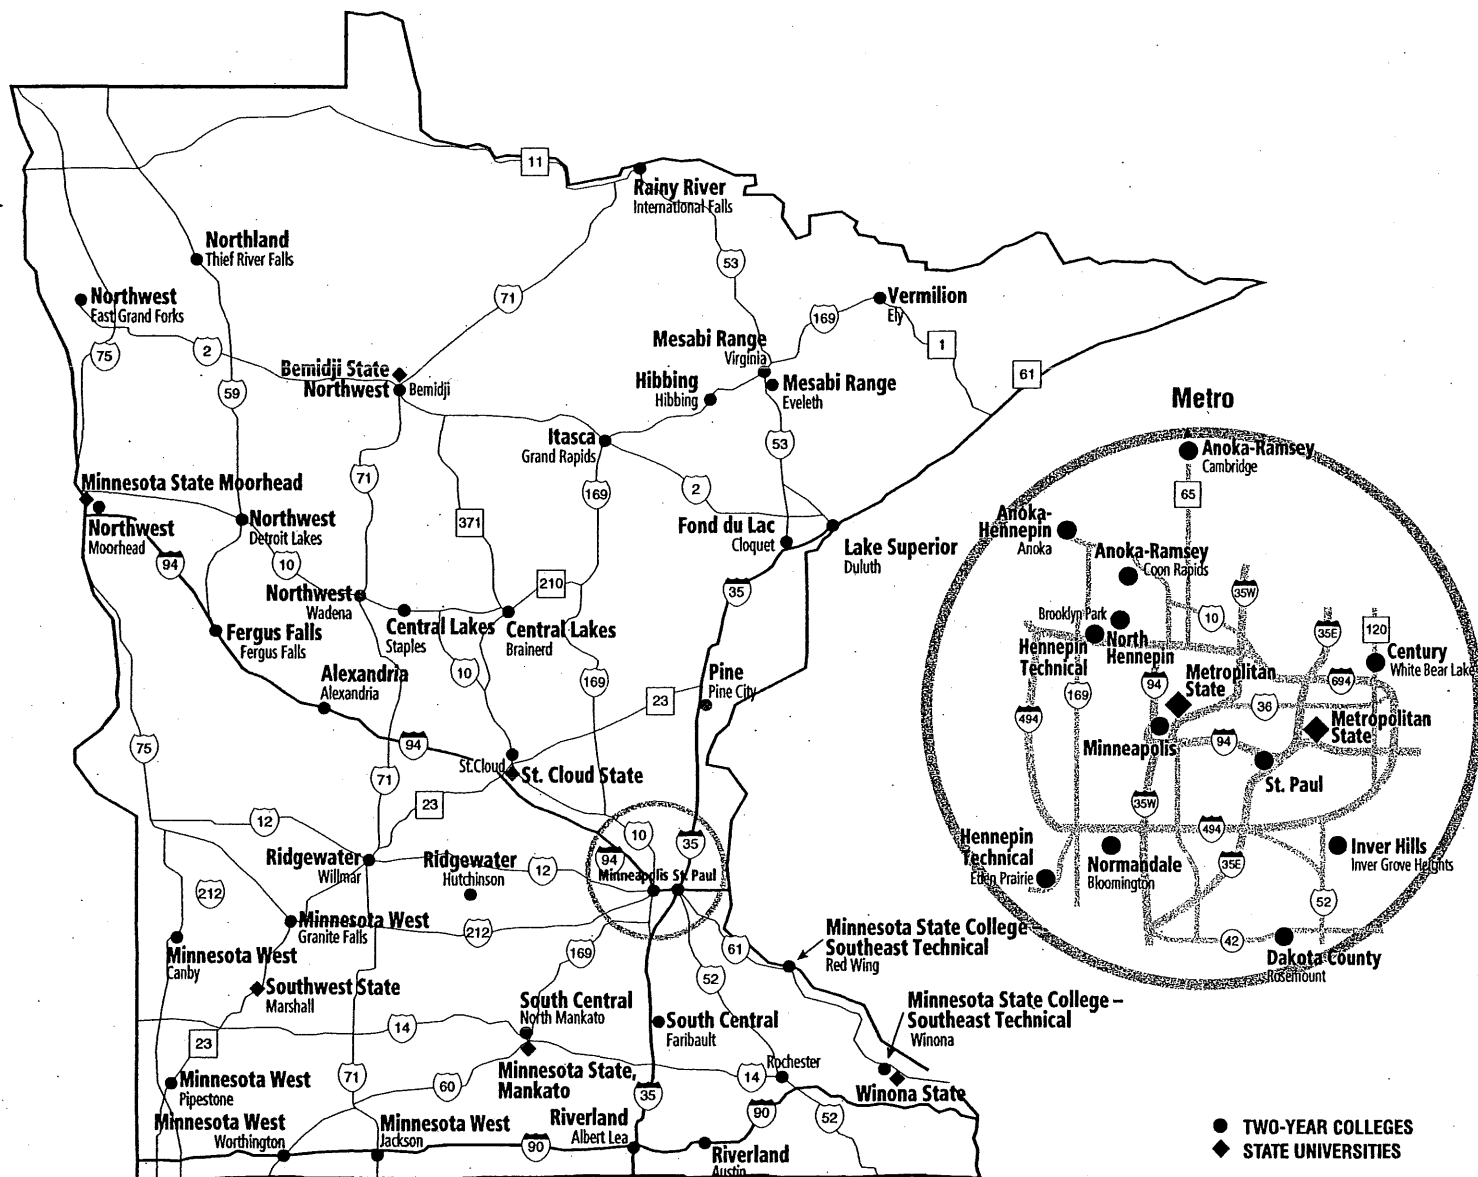 11
Rainy River
International Falls
Northland
Thief River Falls
53
71
Northwest
East Grand Forks
Vermilion
Ely
169
75
2
Mesabi Range
Virginia
1
Bemidji State
Northwest
Bemidji
59
Hibbing
Hibbing
Mesabi Range
Eveleth
61
Itasca
Grand Rapids
53
Minnesota State Moorhead
71
169
2
Northwest
Moorhead
Northwest
Detroit Lakes
371
Fond du Lac
Cloquet
Lake Superior
Duluth
94
10
210
35
Northwest
Wadena
Central Lakes
Staples
Central Lakes
Brainerd
Fergus Falls
Fergus Falls
Alexandria
Alexandria
10
169
23
Pine
Pine City
75
94
St.Cloud
St. Cloud State
71
23
12
10
35
94
Minneapolis
St. Paul
Ridgewater
Willmar
Ridgewater
Hutchinson
12
212
Minnesota West
Granite Falls
212
Minnesota West
Canby
169
61
52
Minnesota State College
Southeast Technical
Red Wing
Southwest State
Marshall
South Central
North Mankato
South Central
Faribault
Minnesota State College –
Southeast Technical
Winona
14
23
Minnesota State,
Mankato
Rochester
14
Winona State
Minnesota West
Pipestone
71
60
35
90
52
Minnesota West
Worthington
Minnesota West
Jackson
90
Riverland
Albert Lea
Riverland
Austin
Metro
Anoka-Ramsey
Cambridge
65
Anoka-
Hennepin
Anoka
Anoka-Ramsey
Coon Rapids
35W
10
35E
120
Brooklyn Park
North
Hennepin
Hennepin
Technical
Century
White Bear Lake
94
169
Metroplitan
State
694
36
494
Metropolitan
State
Minneapolis
94
St. Paul
35W
494
Hennepin
Technical
Eden Prairie
Normandale
Bloomington
35E
Inver Hills
Inver Grove Heights
52
42
Dakota County
Rosemount
TWO-YEAR COLLEGES
STATE UNIVERSITIES